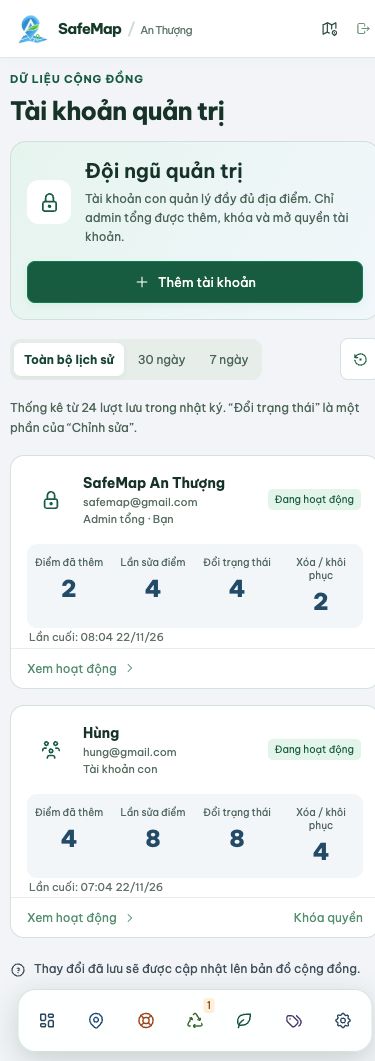 SafeMap / An Thượng
DỮ LIỆU CỘNG ĐỒNG
Tài khoản quản trị
Đội ngũ quản trị
Tài khoản con quản lý đầy đủ địa điểm. Chỉ
admin tổng được thêm, khóa và mở quyền tài
khoản.
+ Thêm tài khoản
Toàn bộ lịch sử 30 ngày 7 ngày
Thống kê từ 24 lượt lưu trong nhật ký. “Đổi trạng thái” là một
phần của “Chỉnh sửa”.
SafeMap An Thượng
safemap@gmail.com
Admin tổng · Bạn
Đang hoạt động
Điểm đã thêm Lần sửa điểm Đổi trạng thái Xóa / khôi
phục
2 4 4 2
Lần cuối: 08:04 22/11/26
Xem hoạt động >
Hùng
hung@gmail.com
Tài khoản con
Đang hoạt động
Điểm đã thêm Lần sửa điểm Đổi trạng thái Xóa / khôi
phục
4 8 8 4
Lần cuối: 07:04 22/11/26
Xem hoạt động > Khóa quyền
Thay đổi đã lưu sẽ được cập nhật lên bản đồ cộng đồng.
1